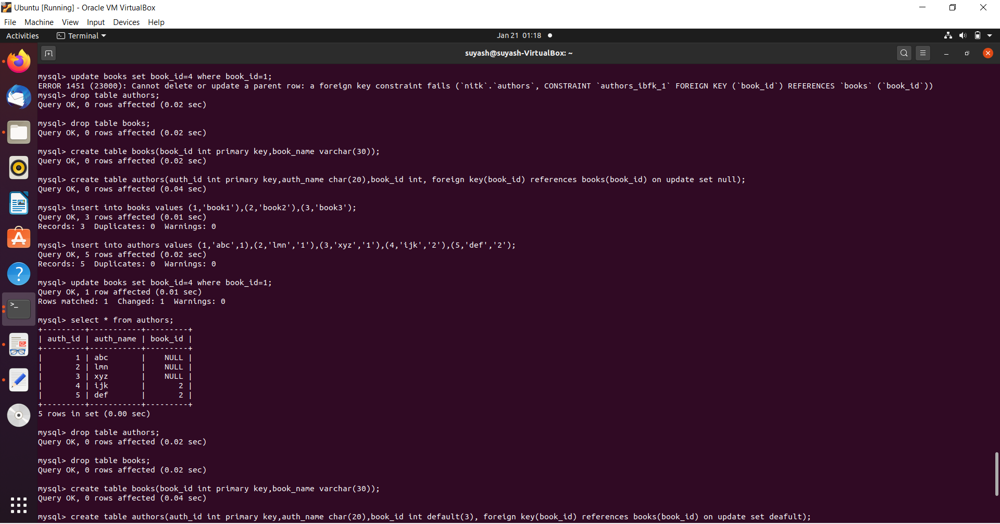 Ubuntu [Running] - Oracle VM VirtualBox
File Machine View Input Devices Help
Activities Terminal Jan 21 01:18
suyash@suyash-VirtualBox: ~
mysql> update books set book_id=4 where book_id=1;
ERROR 1451 (23000): Cannot delete or update a parent row: a foreign key constraint fails (`nitk`.`authors`, CONSTRAINT `authors_ibfk_1` FOREIGN KEY (`book_id`) REFERENCES `books` (`book_id`))
mysql> drop table authors;
Query OK, 0 rows affected (0.02 sec)
mysql> drop table books;
Query OK, 0 rows affected (0.02 sec)
mysql> create table books(book_id int primary key,book_name varchar(30));
Query OK, 0 rows affected (0.02 sec)
mysql> create table authors(auth_id int primary key,auth_name char(20),book_id int, foreign key(book_id) references books(book_id) on update set null);
Query OK, 0 rows affected (0.04 sec)
mysql> insert into books values (1,'book1'),(2,'book2'),(3,'book3');
Query OK, 3 rows affected (0.01 sec)
Records: 3  Duplicates: 0  Warnings: 0
mysql> insert into authors values (1,'abc',1),(2,'lmn','1'),(3,'xyz','1'),(4,'ijk','2'),(5,'def','2');
Query OK, 5 rows affected (0.02 sec)
Records: 5  Duplicates: 0  Warnings: 0
mysql> update books set book_id=4 where book_id=1;
Query OK, 1 row affected (0.01 sec)
Rows matched: 1  Changed: 1  Warnings: 0
mysql> select * from authors;
+---------+-----------+---------+
| auth_id | auth_name | book_id |
+---------+-----------+---------+
|       1 | abc       |    NULL |
|       2 | lmn       |    NULL |
|       3 | xyz       |    NULL |
|       4 | ijk       |       2 |
|       5 | def       |       2 |
+---------+-----------+---------+
5 rows in set (0.00 sec)
mysql> drop table authors;
Query OK, 0 rows affected (0.02 sec)
mysql> drop table books;
Query OK, 0 rows affected (0.02 sec)
mysql> create table books(book_id int primary key,book_name varchar(30));
Query OK, 0 rows affected (0.04 sec)
mysql> create table authors(auth_id int primary key,auth_name char(20),book_id int default(3), foreign key(book_id) references books(book_id) on update set deafult);